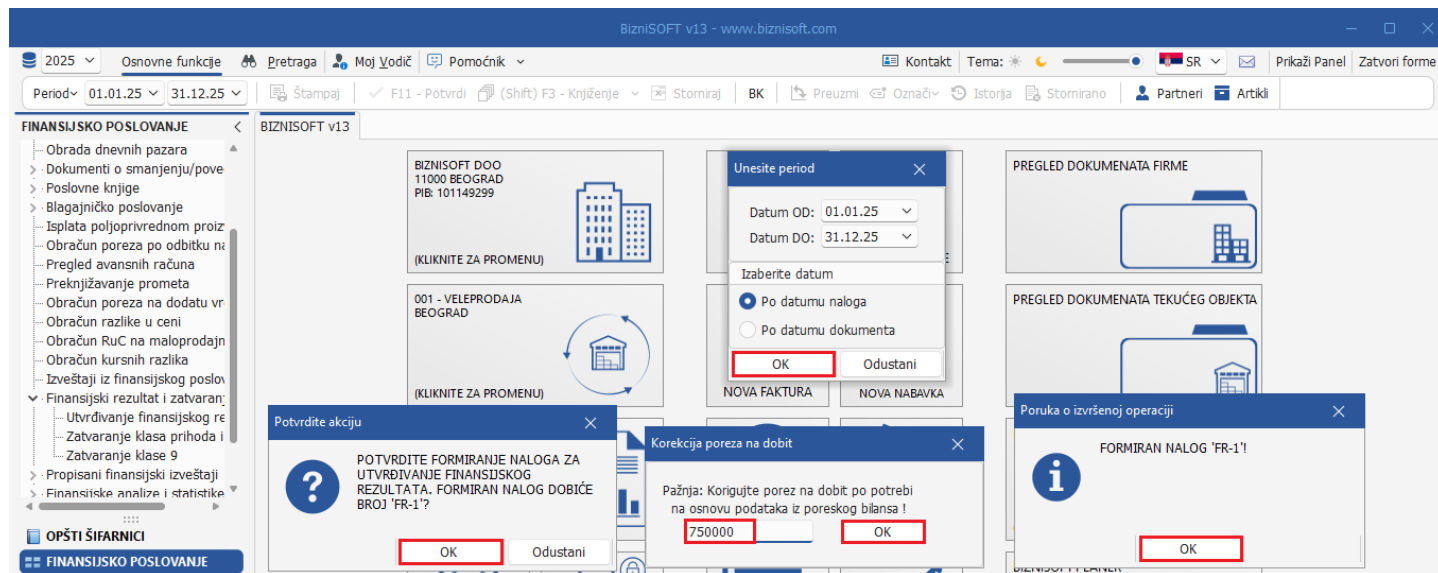 BizniSOFT v13 - www.biznisoft.com
2025 Osnovne funkcije Pretraga Moj Vodič Pomoćnik Kontakt Tema: SR Prikaži Panel Zatvori forme
Period 01.01.25 31.12.25 Štampaj F11 - Potvrdi (Shift) F3 - Knjiženje Storniraj BK Preuzmi Označi Istorija Stornirano Partneri Artikli
FINANSIJSKO POSLOVANJE
Obrada dnevnih pazara
Dokumenti o smanjenju/pove
Poslovne knjige
Blagajničko poslovanje
Isplata poljoprivrednom proiz
Obračun poreza po odbitku na
Pregled avansnih računa
Preknjižavanje prometa
Obračun poreza na dodatu vr
Obračun razlike u ceni
Obračun RuC na maloprodajn
Obračun kursnih razlika
Izveštaji iz finansijskog poslov
Finansijski rezultat i zatvaranj
Utvrđivanje finansijskog re
Zatvaranje klasa prihoda i
Zatvaranje klase 9
Propisani finansijski izveštaji
Finansijske analize i statistike
OPŠTI ŠIFARNICI
FINANSIJSKO POSLOVANJE
BIZNISOFT v13
BIZNISOFT DOO
11000 BEOGRAD
PIB: 101149299
(KLIKNITE ZA PROMENU)
001 - VELEPRODAJA
BEOGRAD
(KLIKNITE ZA PROMENU)
Unesite period
Datum OD: 01.01.25
Datum DO: 31.12.25
Izaberite datum
Po datumu naloga
Po datumu dokumenta
OK Odustani
NOVA FAKTURA NOVA NABAVKA
PREGLED DOKUMENATA FIRME
PREGLED DOKUMENATA TEKUĆEG OBJEKTA
Potvrdite akciju
POTVRDITE FORMIRANJE NALOGA ZA
UTVRĐIVANJE FINANSIJSKOG
REZULTATA. FORMIRAN NALOG DOBIĆE
BROJ 'FR-1'?
OK Odustani
Korekcija poreza na dobit
Pažnja: Korigujte porez na dobit po potrebi
na osnovu podataka iz poreskog bilansa !
750000 OK
Poruka o izvršenoj operaciji
FORMIRAN NALOG 'FR-1'!
OK